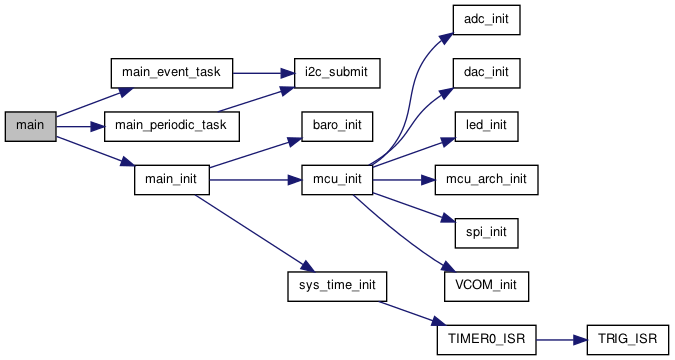 main
main_event_task
main_periodic_task
main_init
i2c_submit
baro_init
mcu_init
sys_time_init
adc_init
dac_init
led_init
mcu_arch_init
spi_init
VCOM_init
TIMER0_ISR
TRIG_ISR